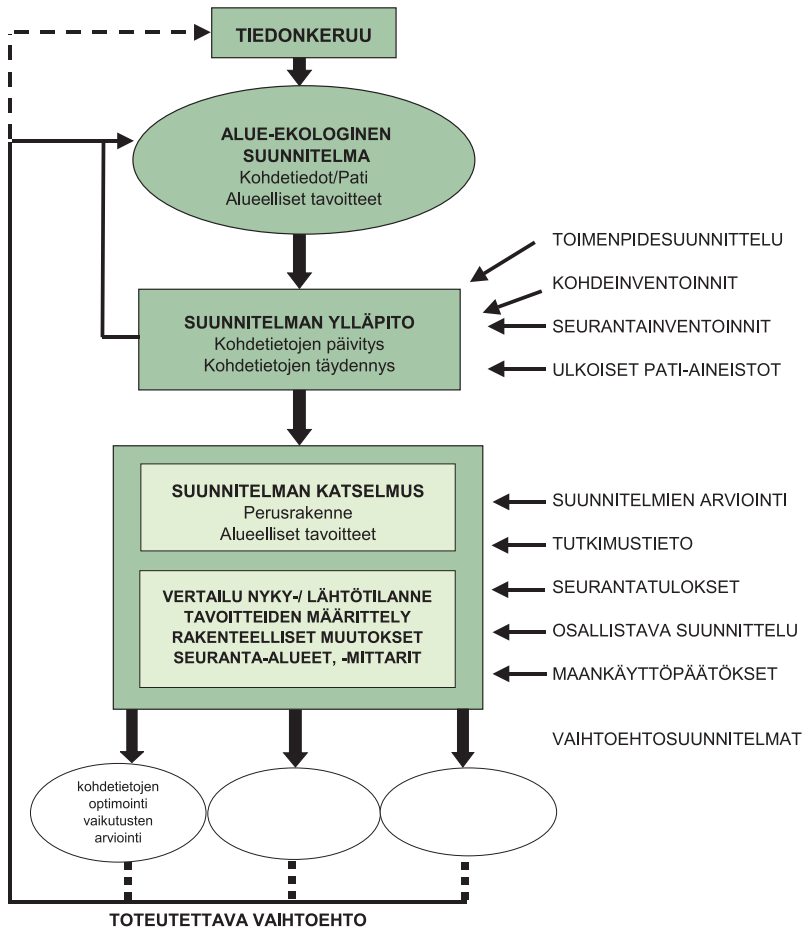 TIEDONKERUU
ALUE-EKOLOGINEN
SUUNNITELMA
Kohdetiedot/Pati
Alueelliset tavoitteet
TOIMENPIDESUUNNITTELU
KOHDEINVENTOINNIT
SUUNNITELMAN YLLÄPITO
Kohdetietojen päivitys
Kohdetietojen täydennys
SEURANTAINVENTOINNIT
ULKOISET PATI-AINEISTOT
SUUNNITELMAN KATSELMUS
Perusrakenne
Alueelliset tavoitteet
SUUNNITELMIEN ARVIOINTI
TUTKIMUSTIETO
VERTAILU NYKY-/ LÄHTÖTILANNE
TAVOITTEIDEN MÄÄRITTELY
RAKENTEELLISET MUUTOKSET
SEURANTA-ALUEET, -MITTARIT
SEURANTATULOKSET
OSALLISTAVA SUUNNITTELU
MAANKÄYTTÖPÄÄTÖKSET
VAIHTOEHTOSUUNNITELMAT
kohdetietojen
optimointi
vaikutusten
arviointi
TOTEUTETTAVA VAIHTOEHTO